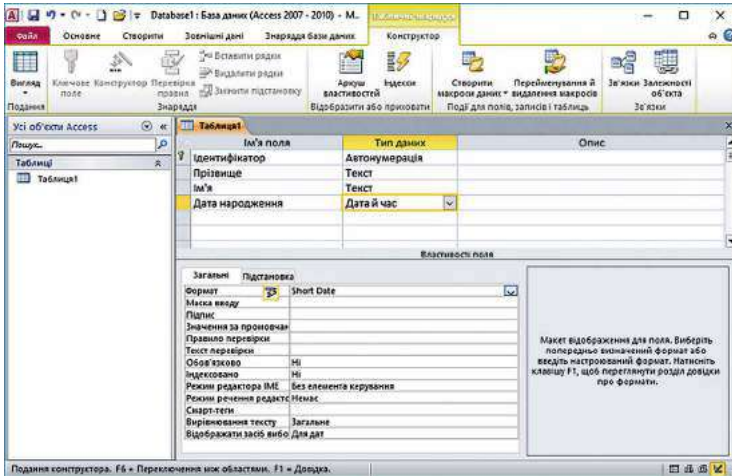 Database1 : База даних (Access 2007 - 2010) - M..
Файл Основне Створити Зовнішні дані Знаряддя бази даних Конструктор
Вигляд
Ключове поле
Конструктор
Перевірка правил
Вставити рядки
Видалити рядки
Змінити підстановку
Аркуш властивостей
Індекси
Створити макроси даних
Перейменування й видалення макросів
Зв'язки
Залежності об'єкта
Подання Знаряддя Відобразити або приховати Події для полів, записів і таблиць Зв'язки
Усі об'єкти Access
Пошук...
Таблиці
Таблиця1
Таблиця1
Ім'я поля Тип даних Опис
Ідентифікатор Автонумерація
Прізвище Текст
Ім'я Текст
Дата народження Дата й час
Властивості поля
Загальні Підстановка
Формат Short Date
Маска вводу
Підпис
Значення за промовчан
Правило перевірки
Текст перевірки
Обов'язково Ні
Індексовано Ні
Режим редактора IME Без елемента керування
Режим речення редакто Немає
Смарт-теги
Вирівнювання тексту Загальне
Відображати засіб вибо Для дат
Макет відображення для поля. Виберіть
попередньо визначений формат або
введіть настроюваний формат. Натисніть
клавішу F1, щоб переглянути розділ довідки
про формати.
Подання конструктора. F6 = Переключення між областями. F1 = Довідка.